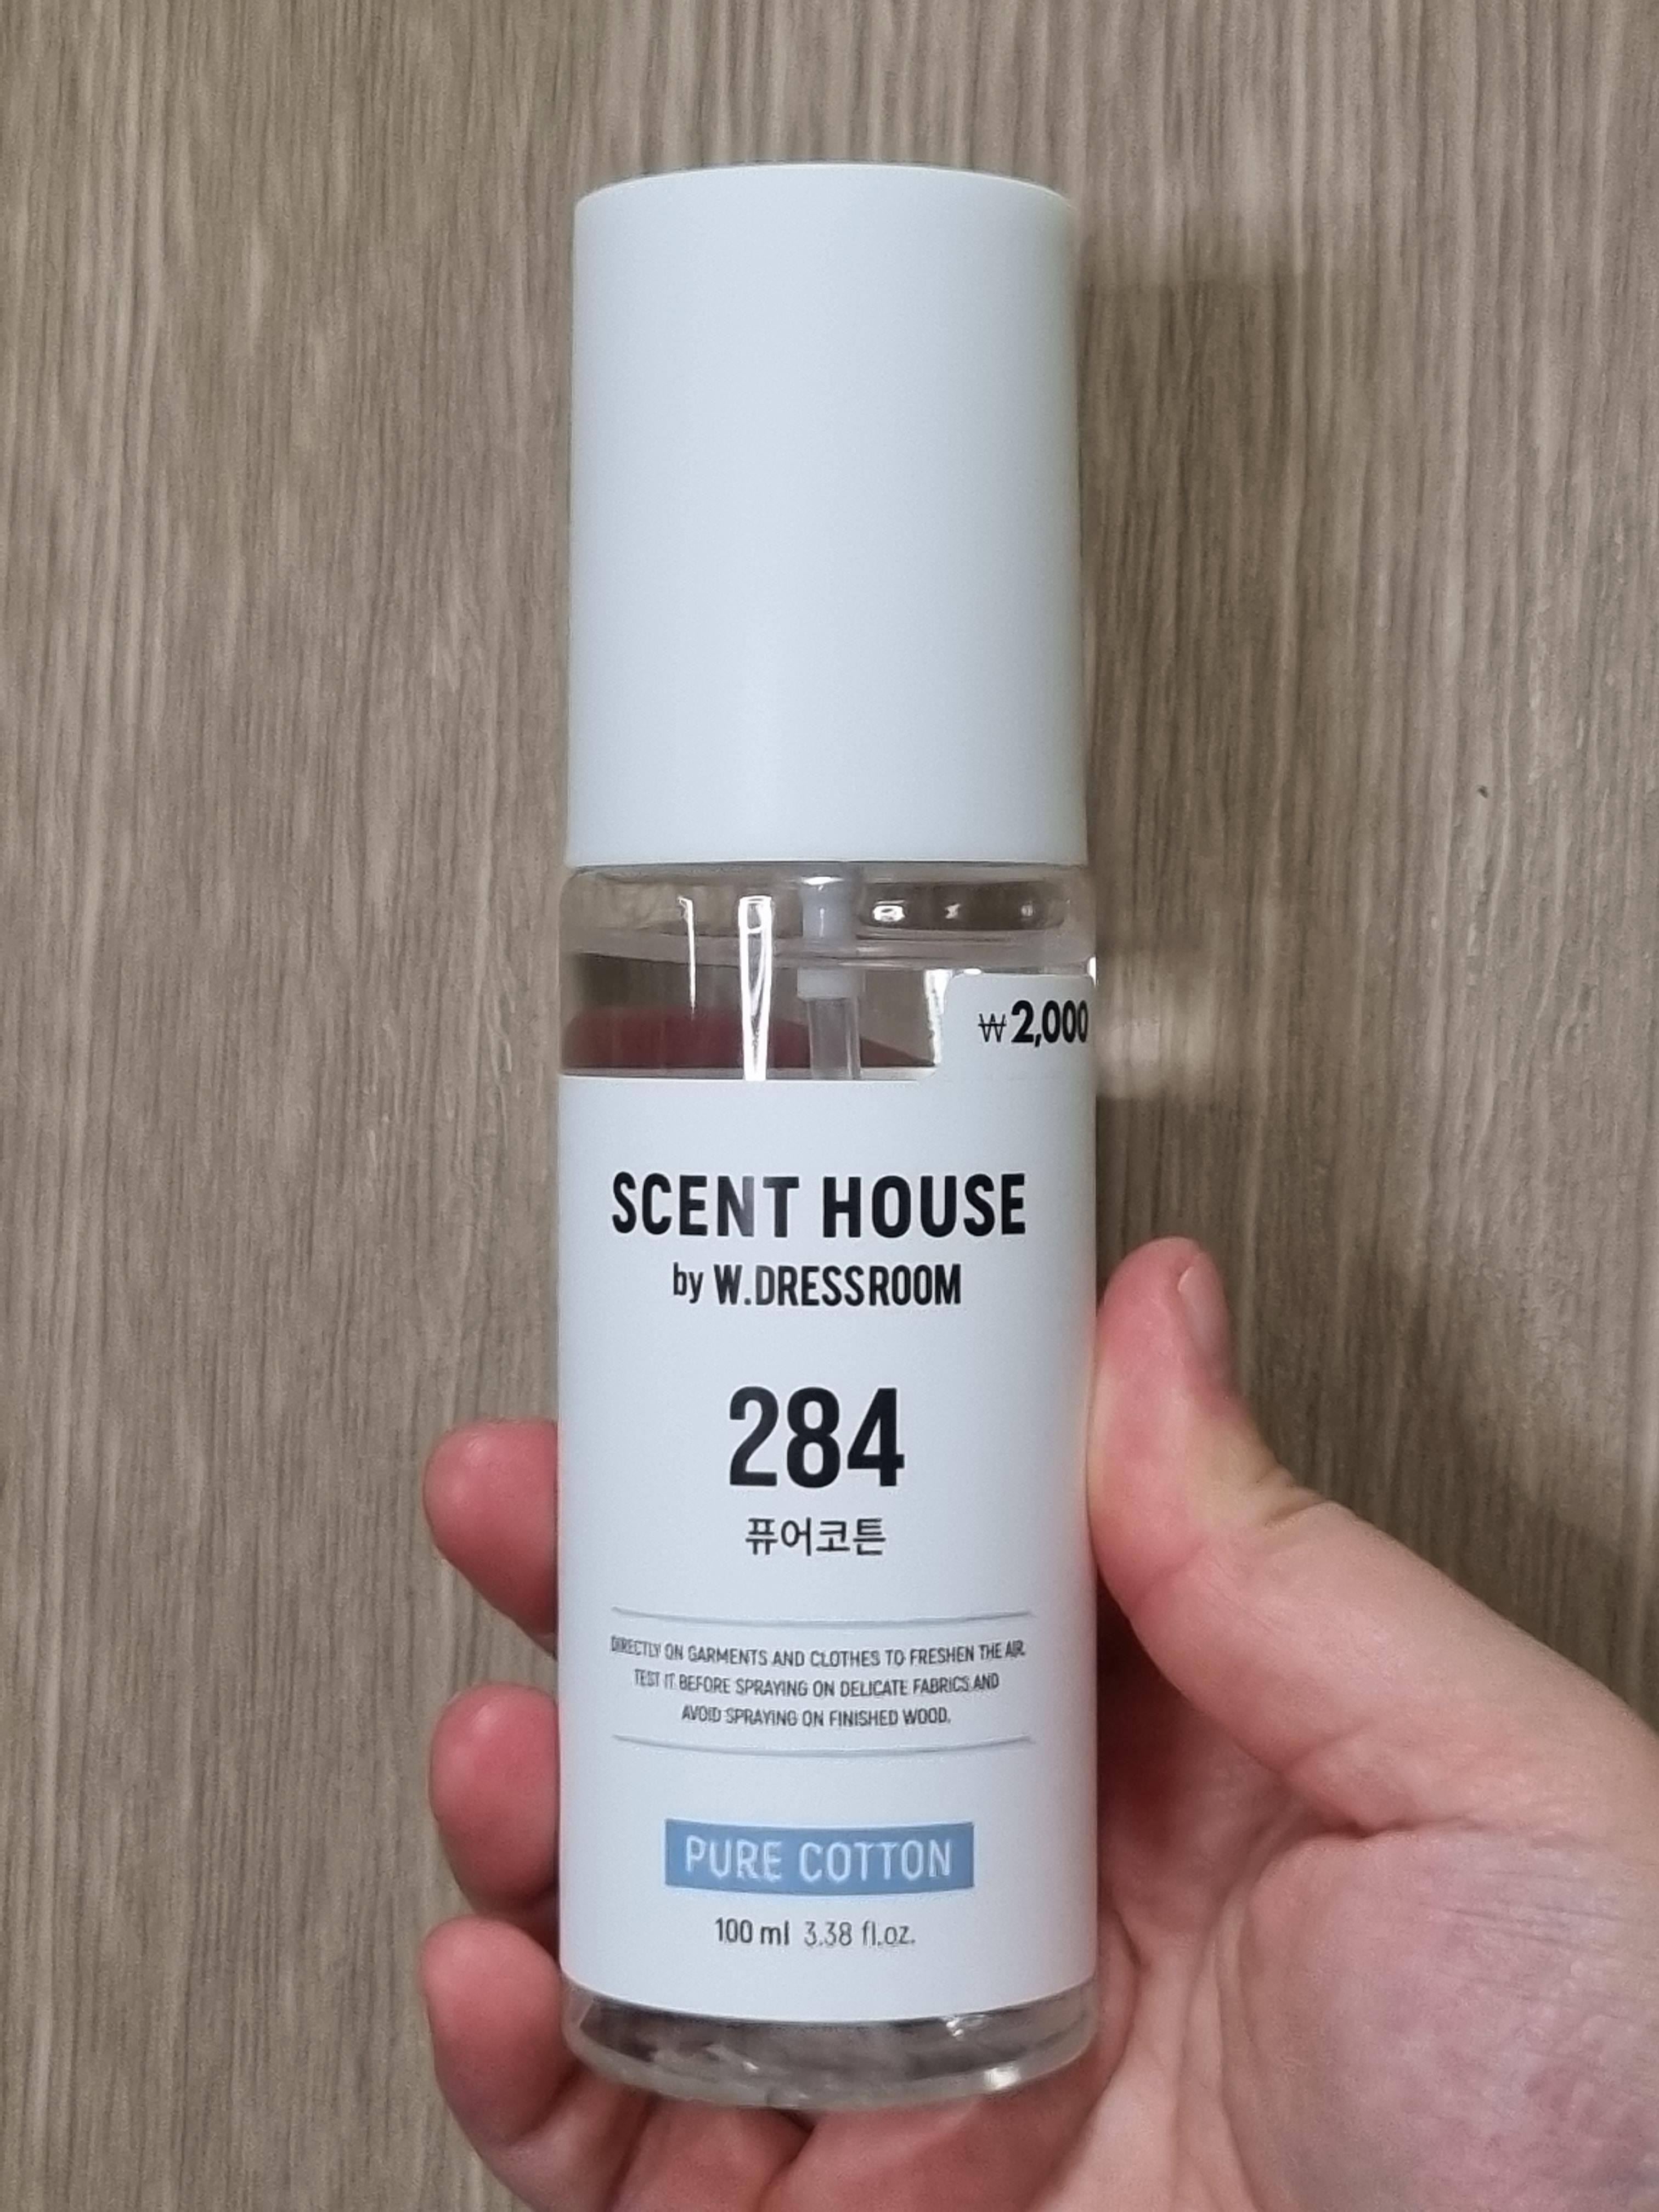 ₩2,000
SCENT HOUSE
by W.DRESSROOM
284
퓨어코튼
DIRECTLY ON GARMENTS AND CLOTHES TO FRESHEN THE AIR.
TEST IT BEFORE SPRAYING ON DELICATE FABRICS AND
AVOID SPRAYING ON FINISHED WOOD.
PURE COTTON
100 ml 3.38 fl.oz.